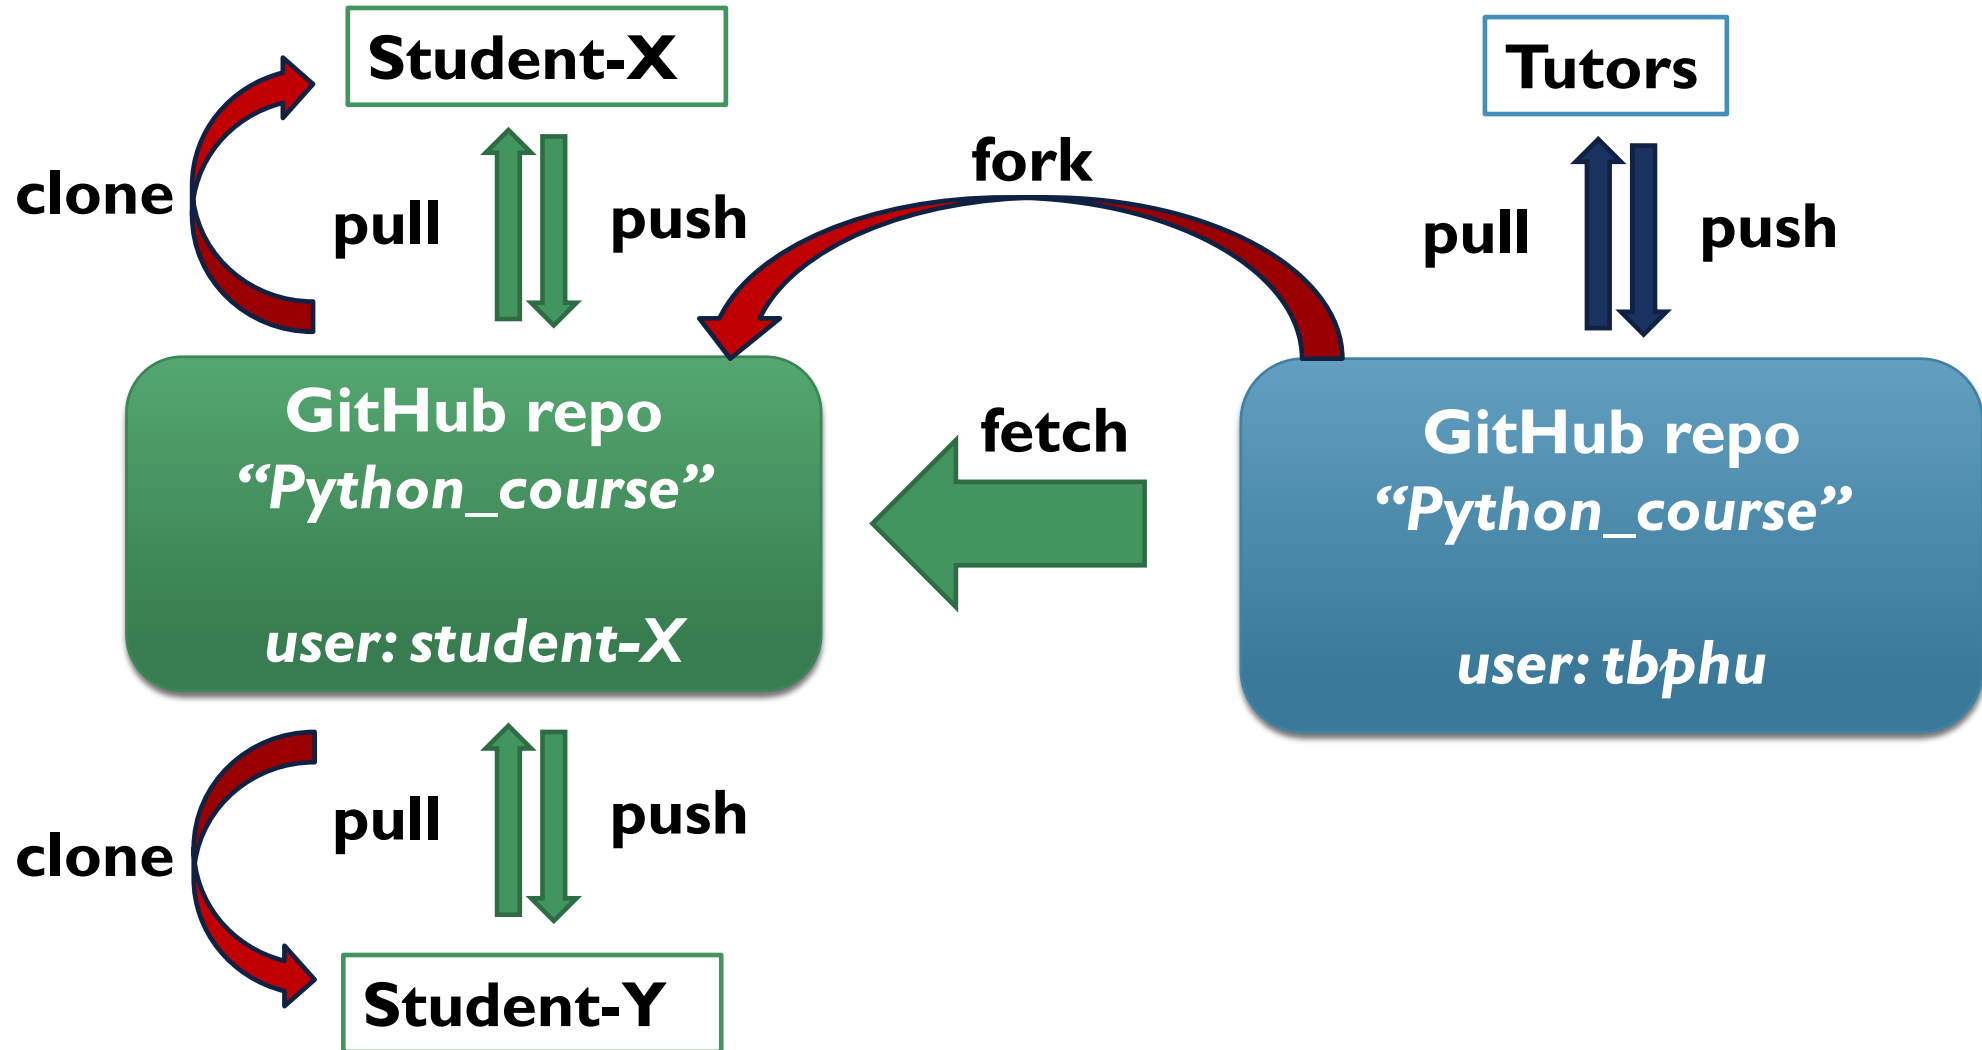 Student-X
Tutors
clone
pull
push
fork
pull
push
GitHub repo
“Python_course”
user: student-X
fetch
GitHub repo
“Python_course”
user: tbphu
clone
pull
push
Student-Y